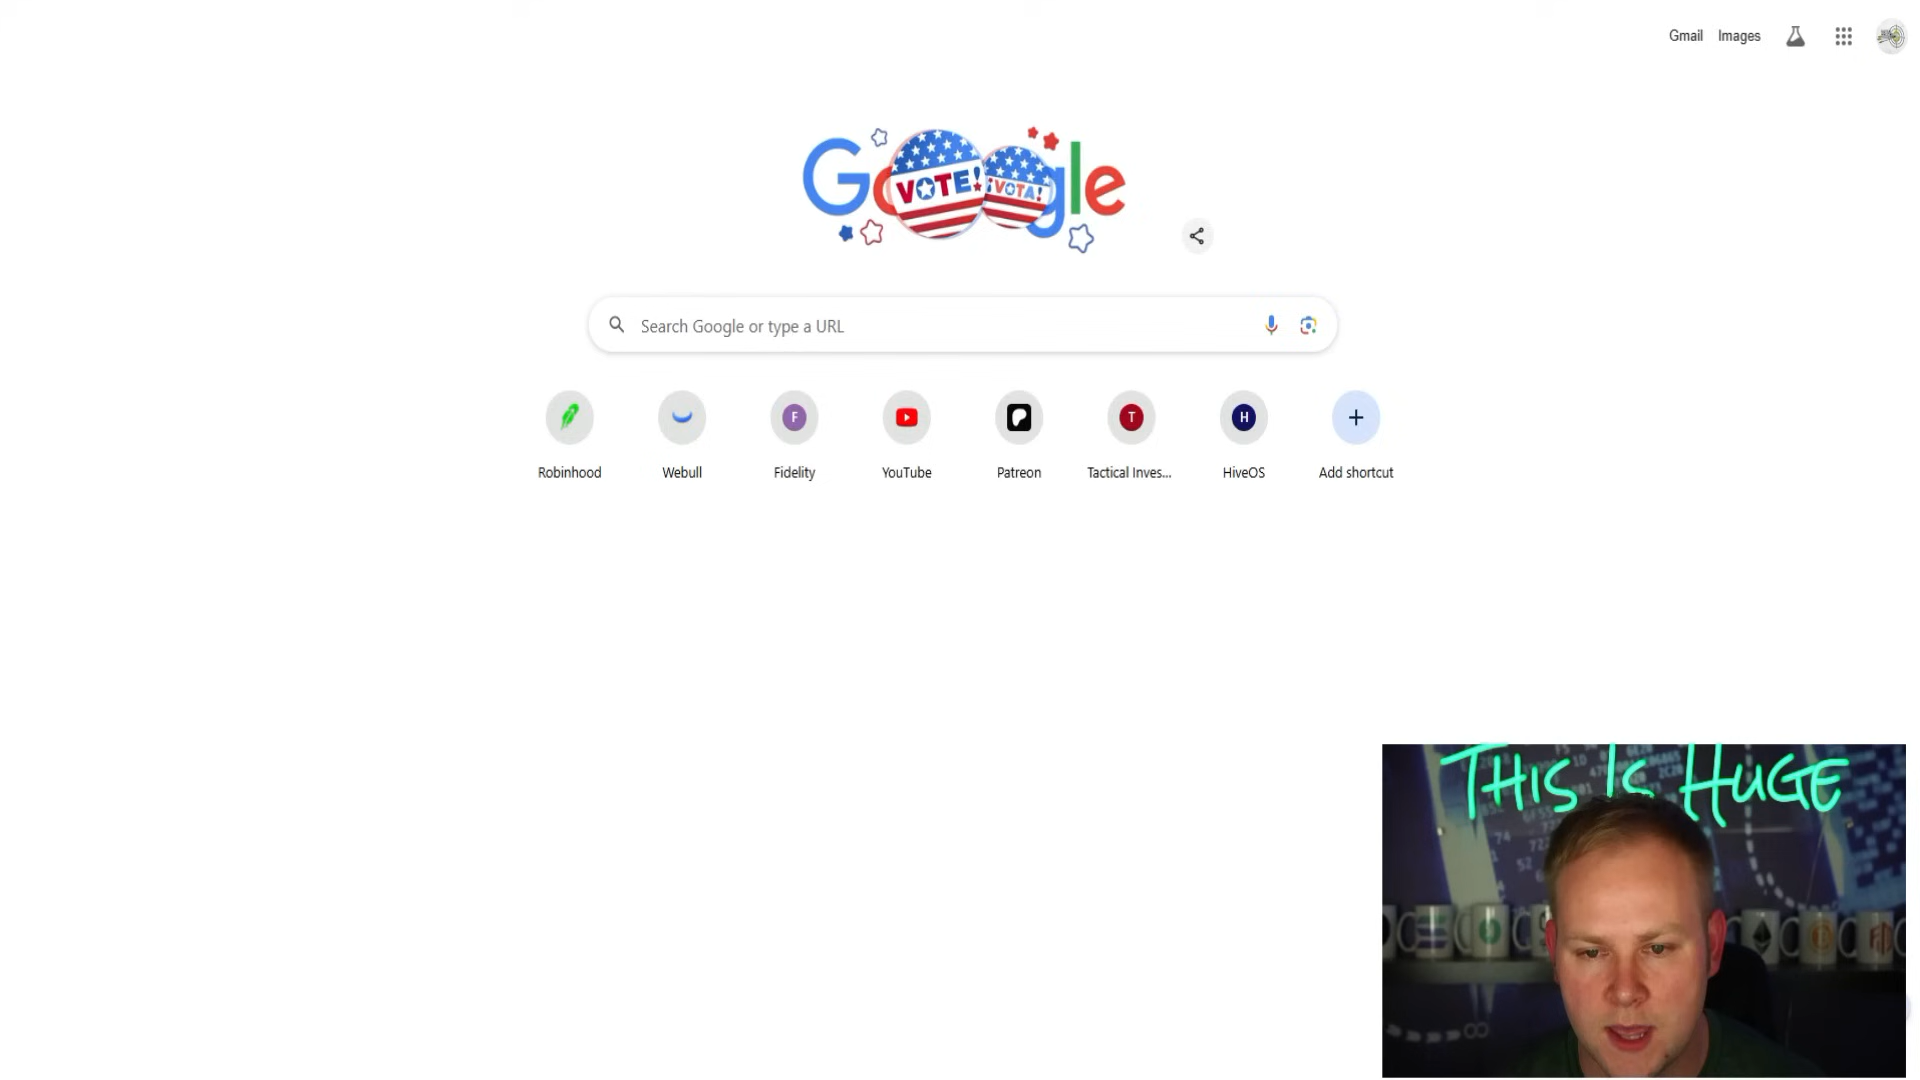 Gmail Images
Google
VOTE! ¡VOTA!
Search Google or type a URL
F T H
Robinhood Webull Fidelity YouTube Patreon Tactical Inves... HiveOS Add shortcut
THIS IS HUGE